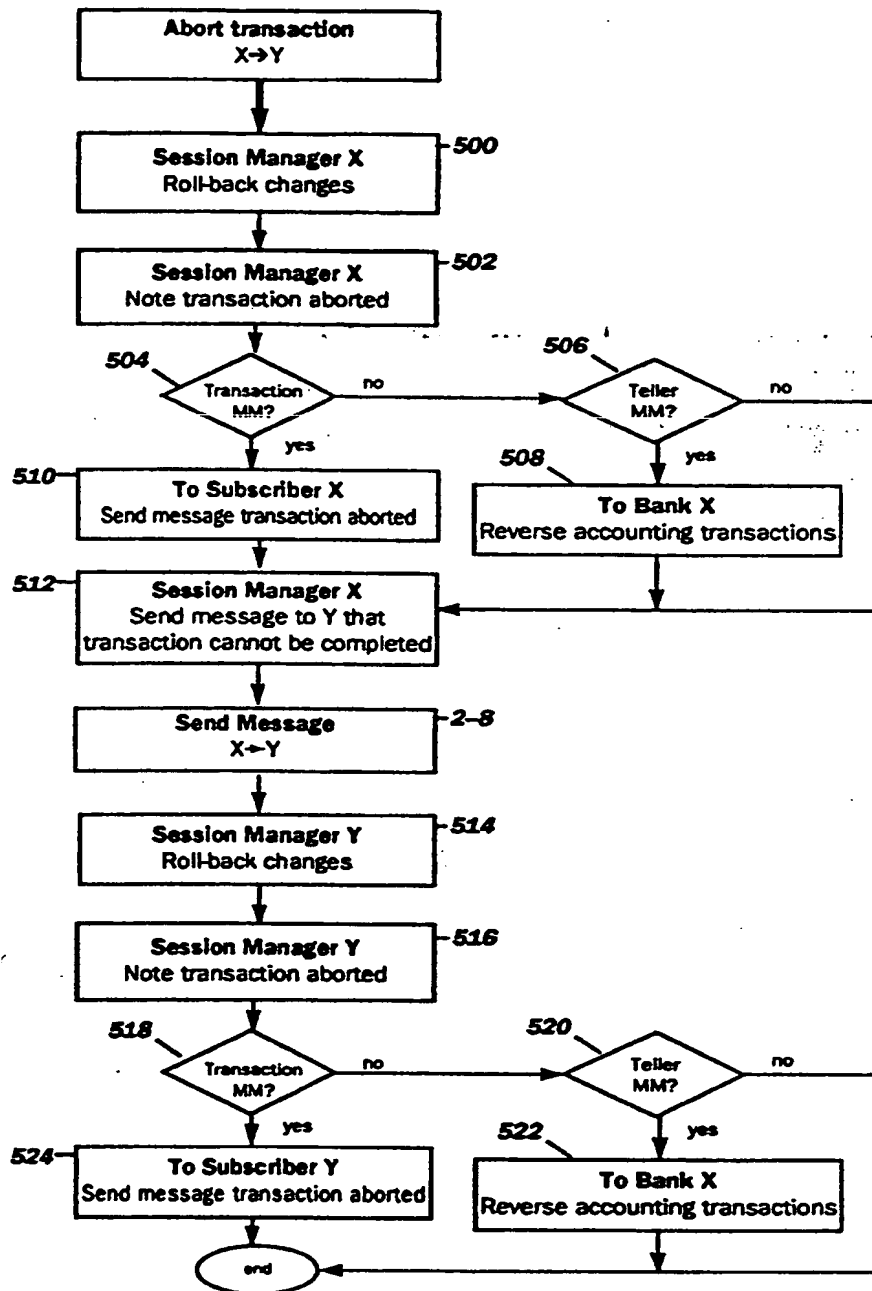 Abort transaction
X→Y
500
Session Manager X
Roll-back changes
502
Session Manager X
Note transaction aborted
504
Transaction
MM?
no
506
Teller
MM?
no
yes
yes
510
To Subscriber X
Send message transaction aborted
508
To Bank X
Reverse accounting transactions
512
Session Manager X
Send message to Y that
transaction cannot be completed
2-8
Send Message
X→Y
514
Session Manager Y
Roll-back changes
516
Session Manager Y
Note transaction aborted
518
Transaction
MM?
no
520
Teller
MM?
no
yes
yes
524
To Subscriber Y
Send message transaction aborted
522
To Bank X
Reverse accounting transactions
end